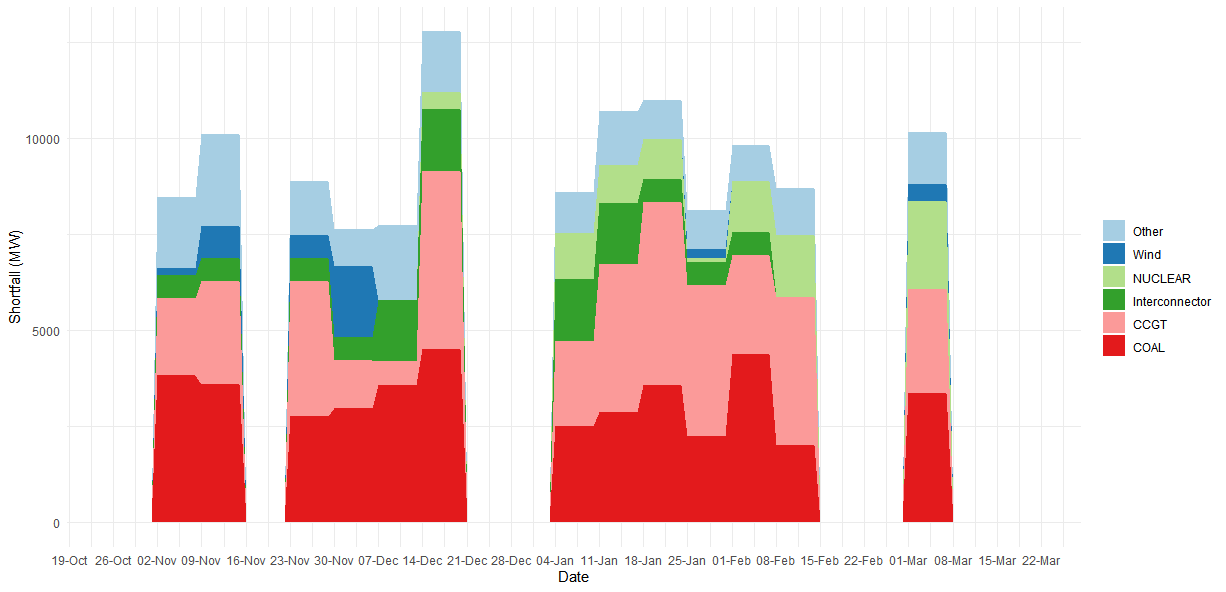 Shortfall (MW)
10000
5000
0
19-Oct 26-Oct 02-Nov 09-Nov 16-Nov 23-Nov 30-Nov 07-Dec 14-Dec 21-Dec 28-Dec 04-Jan 11-Jan 18-Jan 25-Jan 01-Feb 08-Feb 15-Feb 22-Feb 01-Mar 08-Mar 15-Mar 22-Mar
Date
Other
Wind
NUCLEAR
Interconnector
CCGT
COAL